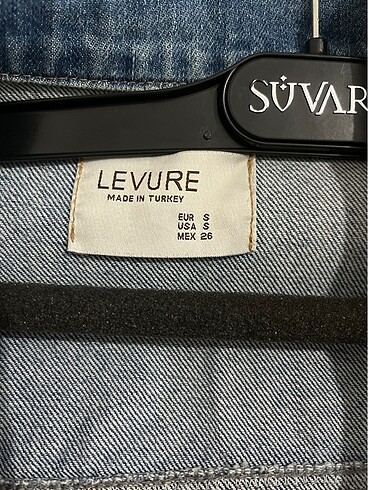 SÜVAR
LEVURE
MADE IN TURKEY
EUR S
USA S
MEX 26